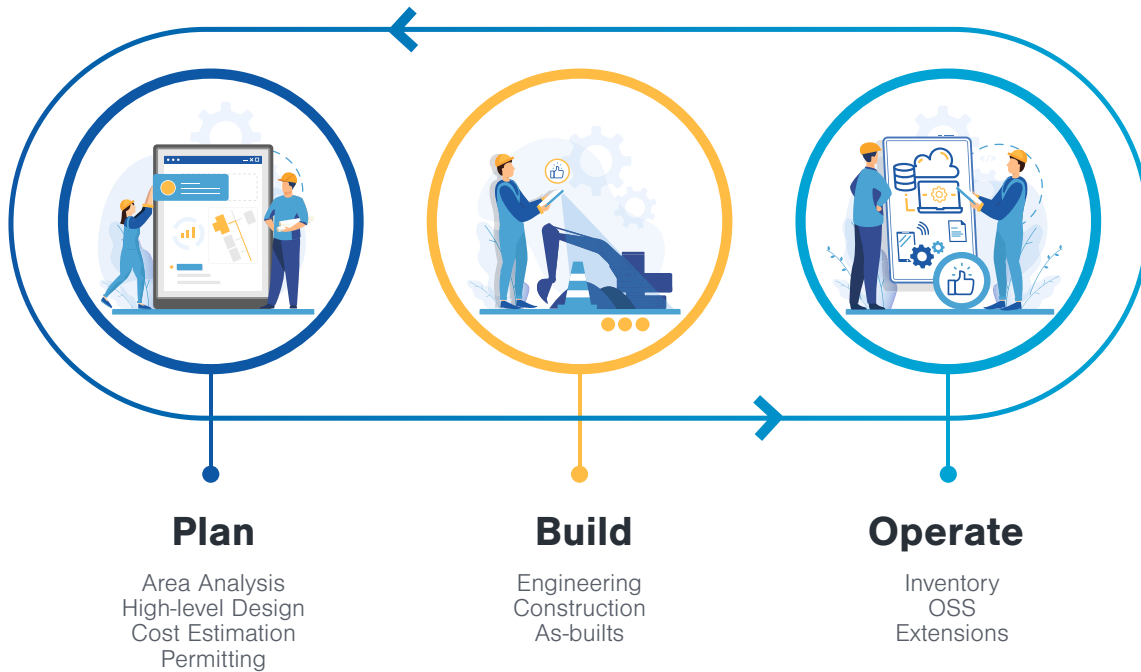 Plan
Area Analysis
High-level Design
Cost Estimation
Permitting
Build
Engineering
Construction
As-builts
Operate
Inventory
OSS
Extensions